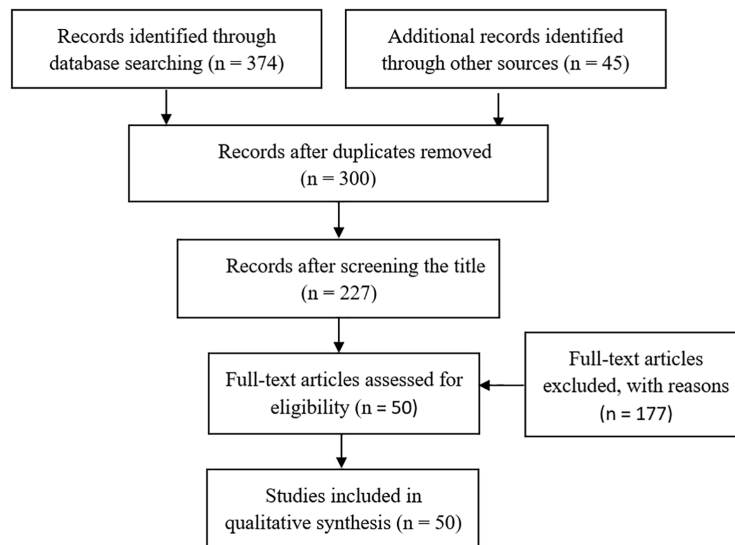 Records identified through
database searching (n = 374)
Additional records identified
through other sources (n = 45)
Records after duplicates removed
(n = 300)
Records after screening the title
(n = 227)
Full-text articles assessed for
eligibility (n = 50)
Full-text articles
excluded, with reasons
(n = 177)
Studies included in
qualitative synthesis (n = 50)